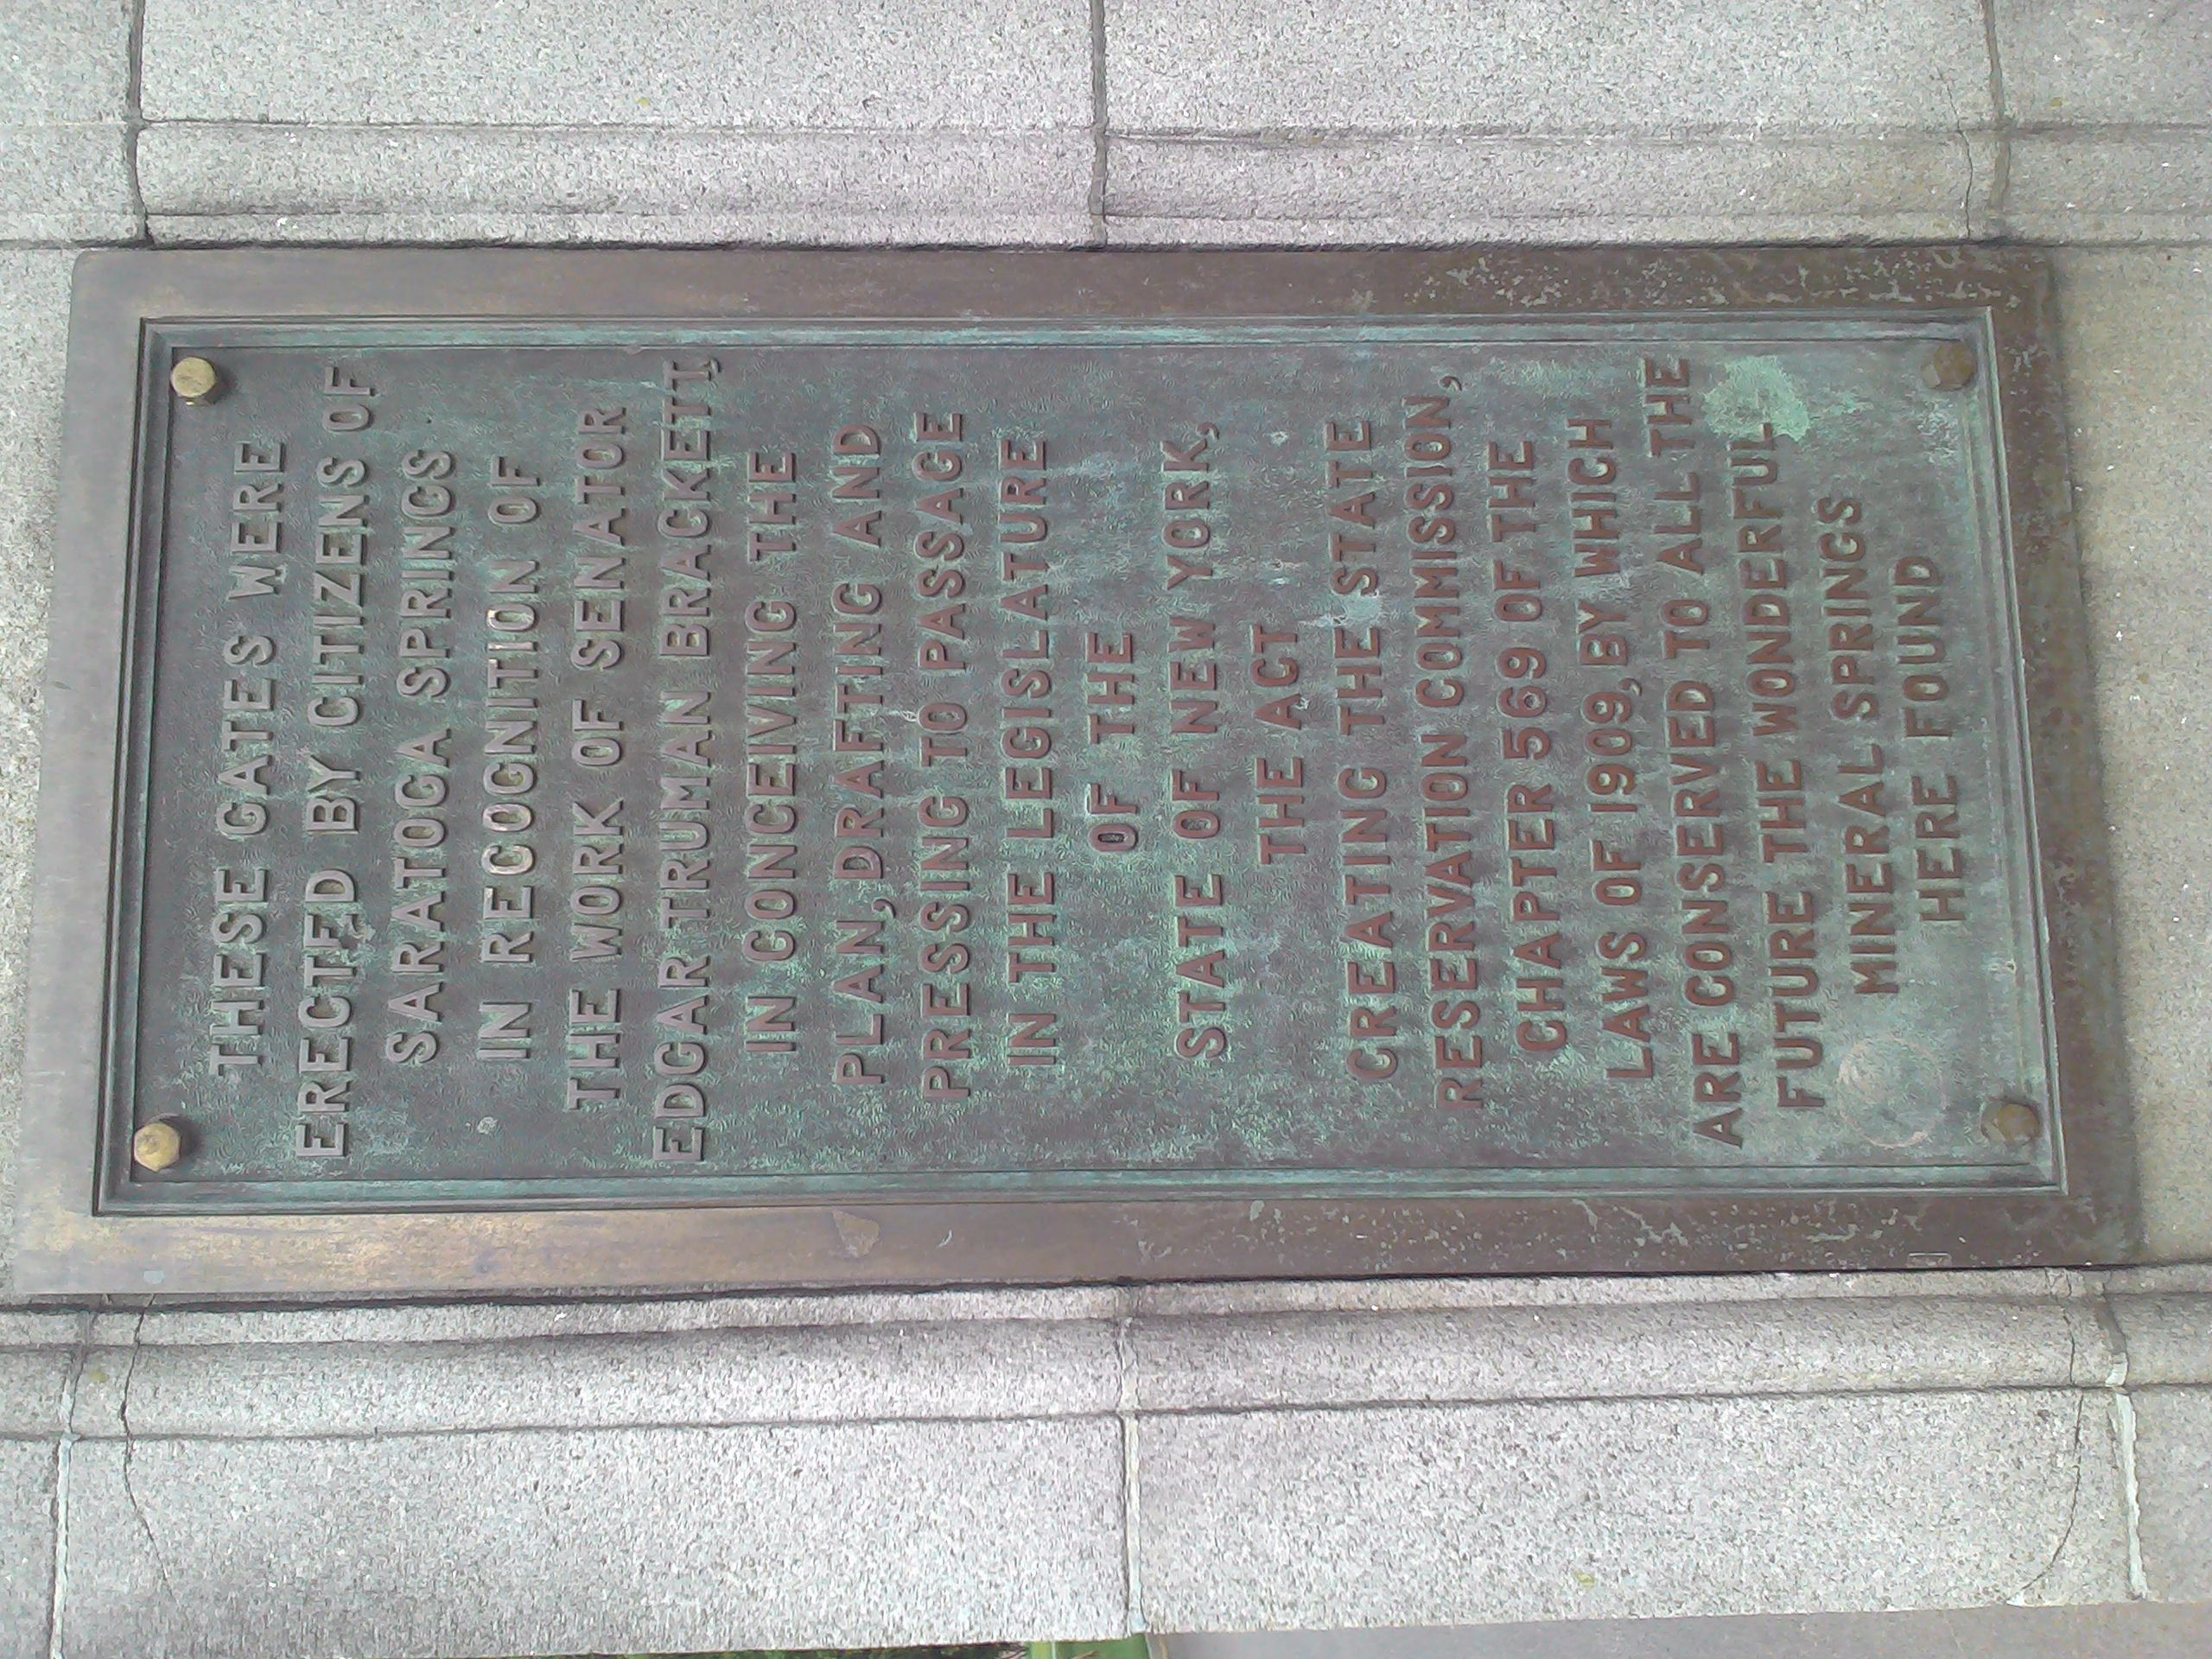 THESE GATES WERE
ERECTED BY CITIZENS OF
SARATOGA SPRINGS
IN RECOGNITION OF
THE WORK OF SENATOR
EDGAR TRUMAN BRACKETT,
IN CONCEIVING THE
PLAN, DRAFTING AND
PRESSING TO PASSAGE
IN THE LEGISLATURE
OF THE
STATE OF NEW YORK,
THE ACT
CREATING THE STATE
RESERVATION COMMISSION,
CHAPTER 569 OF THE
LAWS OF 1909, BY WHICH
ARE CONSERVED TO ALL THE
FUTURE THE WONDERFUL
MINERAL SPRINGS
HERE FOUND